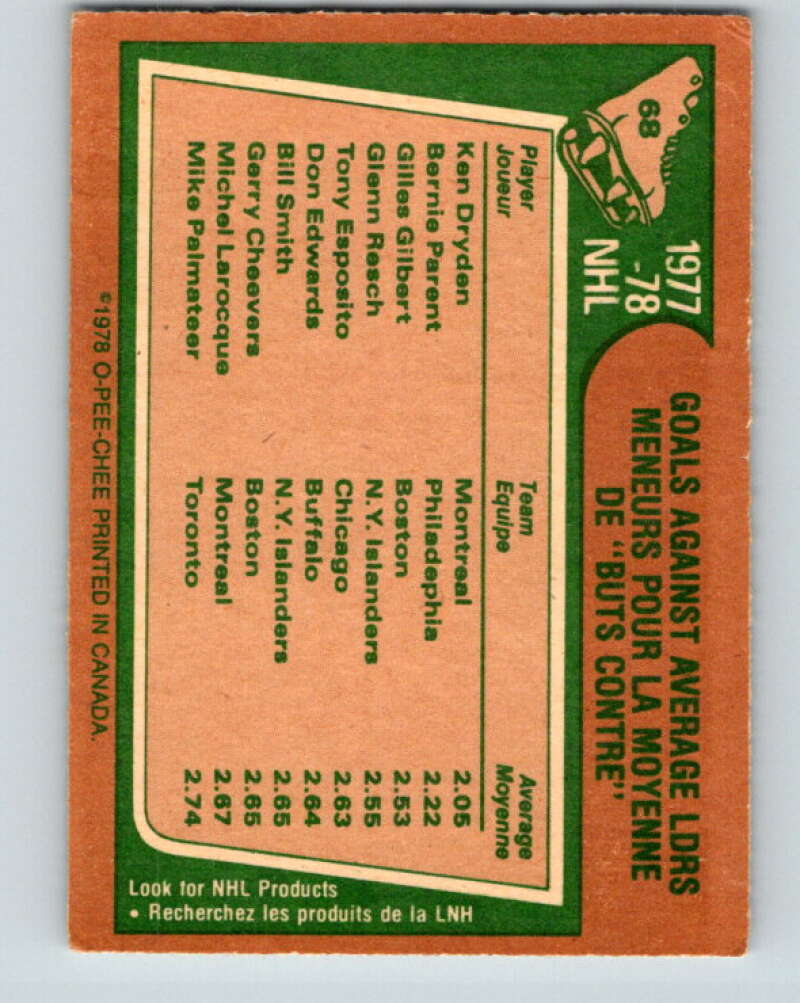 68
1977
-78
NHL
GOALS AGAINST AVERAGE LDRS
MENEURS POUR LA MOYENNE
DE "BUTS CONTRE"
Player Team Average
Joueur Equipe Moyenne
Ken Dryden Montreal 2.05
Bernie Parent Philadephia 2.22
Gilles Gilbert Boston 2.53
Glenn Resch N.Y. Islanders 2.55
Tony Esposito Chicago 2.63
Don Edwards Buffalo 2.64
Bill Smith N.Y. Islanders 2.65
Gerry Cheevers Boston 2.65
Michel Larocque Montreal 2.67
Mike Palmateer Toronto 2.74
Look for NHL Products
• Recherchez les produits de la LNH
©1978 O-PEE-CHEE PRINTED IN CANADA.